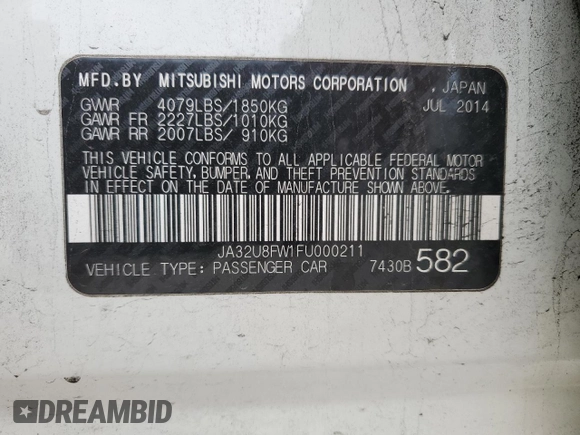 MFD.BY MITSUBISHI MOTORS CORPORATION , JAPAN
GVWR 4079LBS/1850KG JUL 2014
GAWR FR 2227LBS/1010KG
GAWR RR 2007LBS/ 910KG
THIS VEHICLE CONFORMS TO ALL APPLICABLE FEDERAL MOTOR
VEHICLE SAFETY, BUMPER, AND THEFT PREVENTION STANDARDS
IN EFFECT ON THE DATE OF MANUFACTURE SHOWN ABOVE.
JA32U8FW1FU000211
VEHICLE TYPE: PASSENGER CAR 7430B 582
DREAMBID